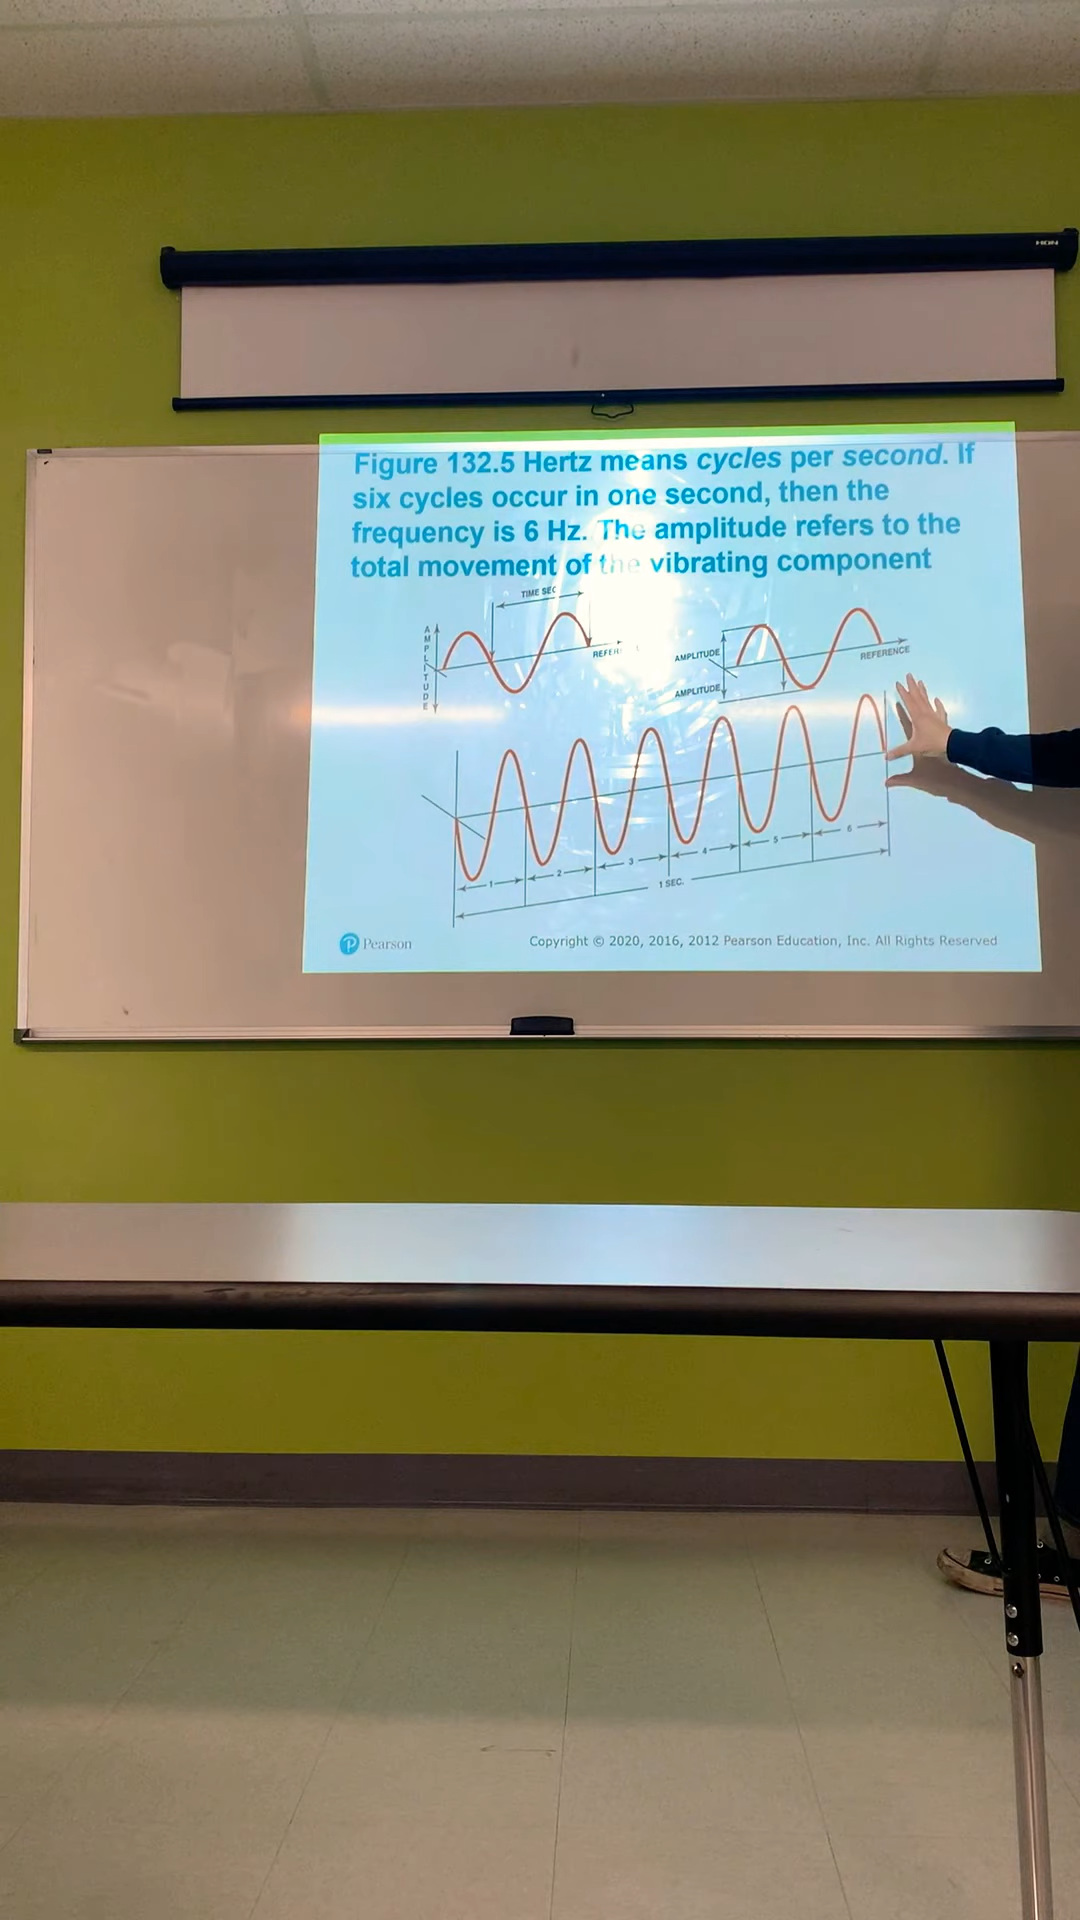 Figure 132.5 Hertz means cycles per second. If
six cycles occur in one second, then the
frequency is 6 Hz. The amplitude refers to the
total movement of the vibrating component
TIME SEC
AMPLITUDE
AMPLITUDE
REFERENCE
AMPLITUDE
1
2
3
4
5
6
1 SEC.
Pearson
Copyright © 2020, 2016, 2012 Pearson Education, Inc. All Rights Reserved